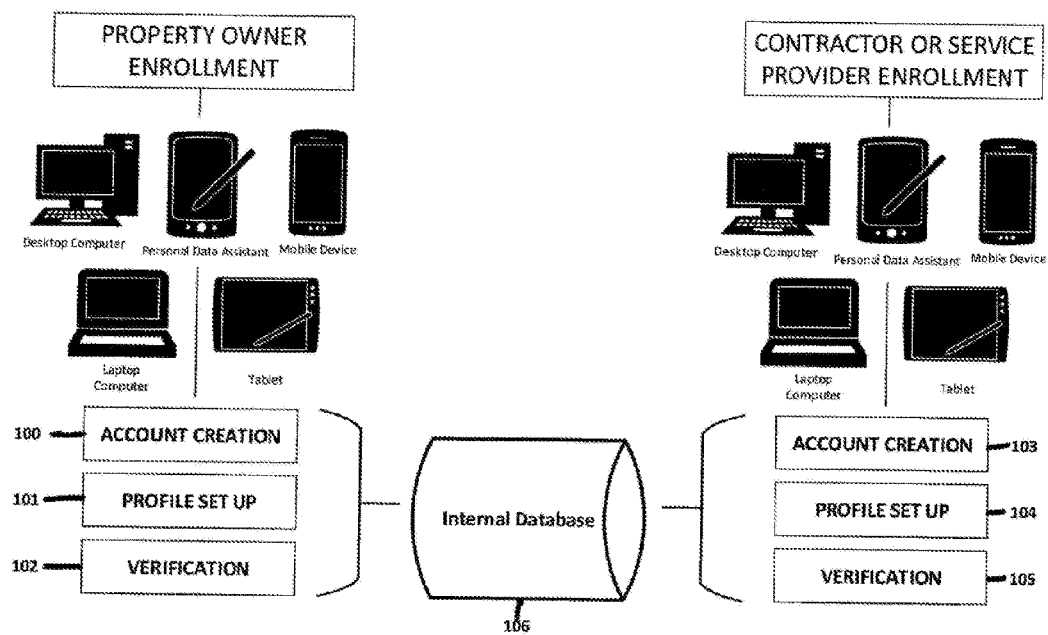 PROPERTY OWNER
ENROLLMENT
Desktop Computer
Personal Data Assistant
Mobile Device
Laptop
Computer
Tablet
100
ACCOUNT CREATION
101
PROFILE SET UP
102
VERIFICATION
Internal Database
106
CONTRACTOR OR SERVICE
PROVIDER ENROLLMENT
Desktop Computer
Personal Data Assistant
Mobile Device
Laptop
Computer
Tablet
ACCOUNT CREATION
103
PROFILE SET UP
104
VERIFICATION
105